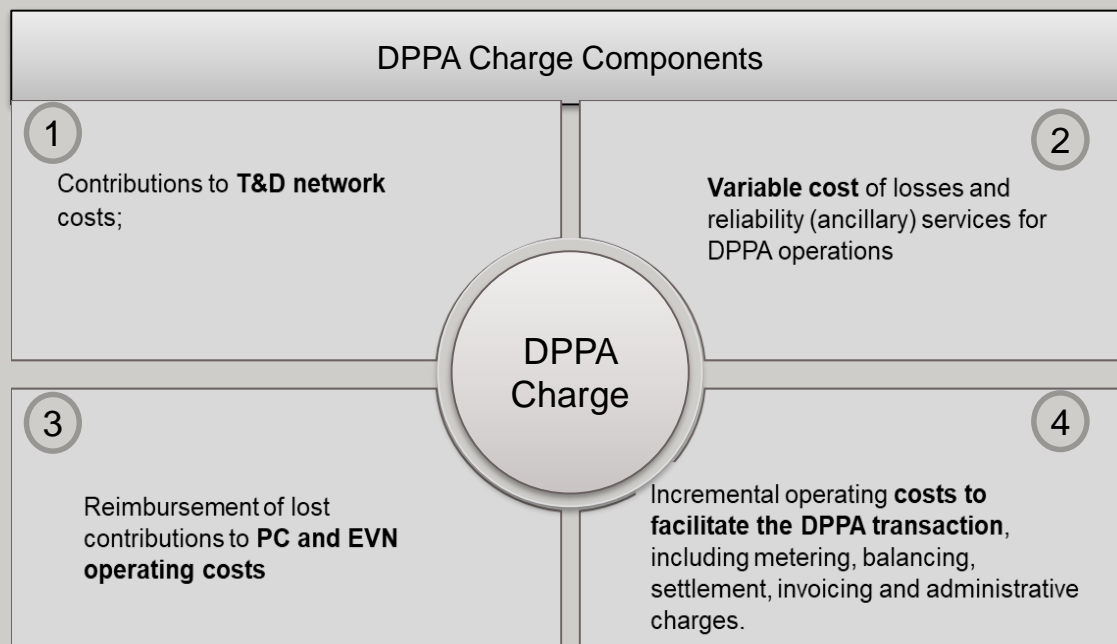 DPPA Charge Components
1
Contributions to T&D network
costs;
2
Variable cost of losses and
reliability (ancillary) services for
DPPA operations
DPPA
Charge
3
Reimbursement of lost
contributions to PC and EVN
operating costs
4
Incremental operating costs to
facilitate the DPPA transaction,
including metering, balancing,
settlement, invoicing and administrative
charges.